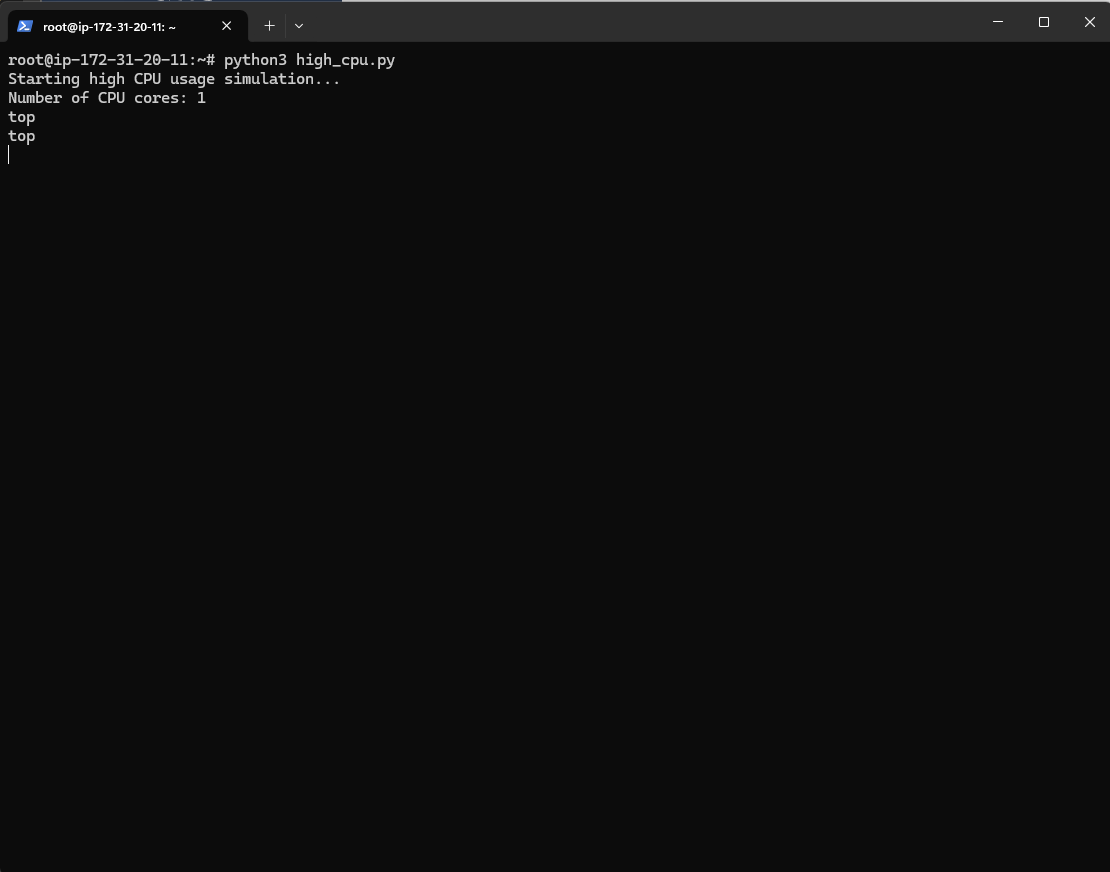 root@ip-172-31-20-11: ~
root@ip-172-31-20-11:~# python3 high_cpu.py
Starting high CPU usage simulation...
Number of CPU cores: 1
top
top